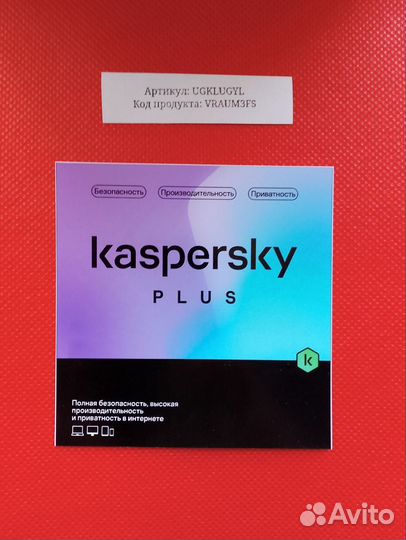 Артикул: UGKLUGYL
Код продукта: VRAUM3FS
Безопасность Производительность Приватность
kaspersky
PLUS
k
Полная безопасность, высокая
производительность
и приватность в интернете
Avito